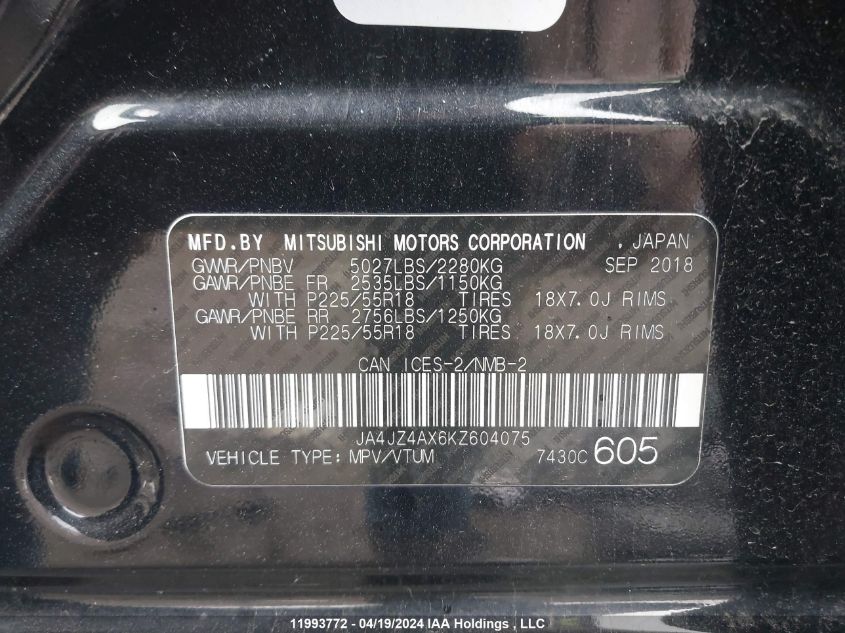 MFD.BY MITSUBISHI MOTORS CORPORATION , JAPAN
GVWR/PNBV 5027LBS/2280KG SEP 2018
GAWR/PNBE FR 2535LBS/1150KG
WITH P225/55R18 TIRES 18X7.0J RIMS
GAWR/PNBE RR 2756LBS/1250KG
WITH P225/55R18 TIRES 18X7.0J RIMS
CAN ICES-2/NMB-2
JA4JZ4AX6KZ604075
VEHICLE TYPE: MPV/VTUM 7430C 605
11993772 - 04/19/2024 IAA Holdings , LLC